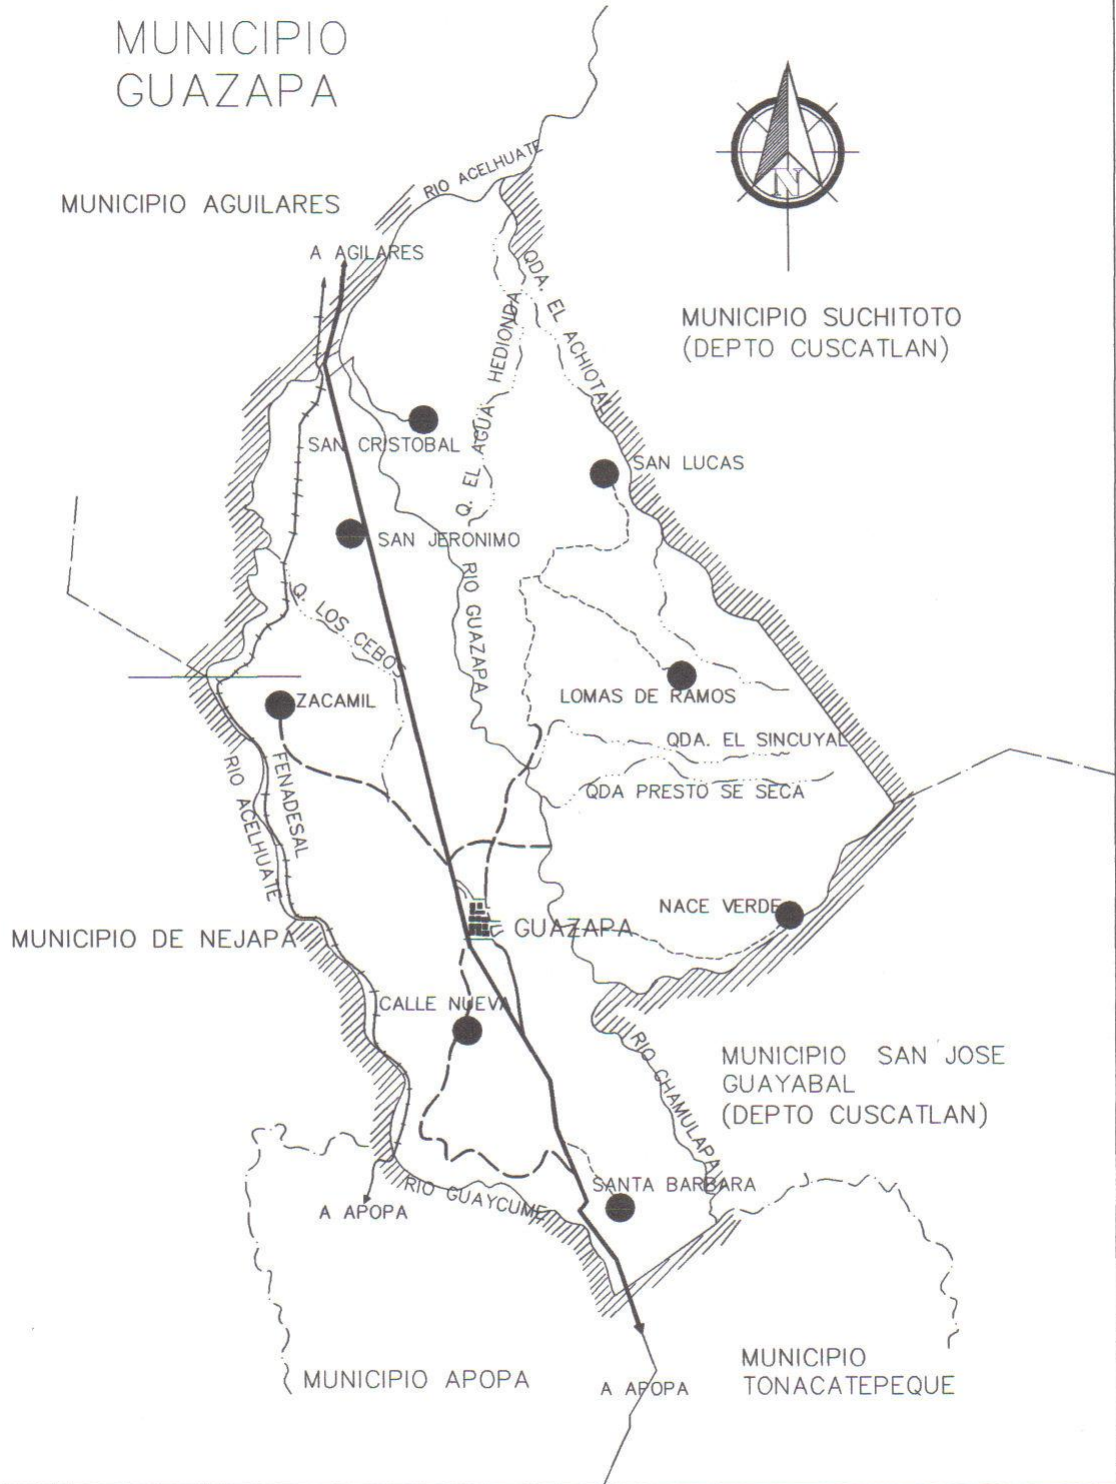 MUNICIPIO
GUAZAPA
N
RIO ACELHUATE
MUNICIPIO AGUILARES
A AGILARES
QDA. EL ACHIOTAL
MUNICIPIO SUCHITOTO
(DEPTO CUSCATLAN)
Q. EL AGUA HEDIONDA
SAN CRISTOBAL
SAN LUCAS
SAN JERONIMO
RIO GUAZAPA
Q. LOS CEBO
LOMAS DE RAMOS
ZACAMIL
QDA. EL SINCUYAL
FENADESAL
RIO ACELHUATE
QDA PRESTO SE SECA
NACE VERDE
GUAZAPA
MUNICIPIO DE NEJAPA
CALLE NUEVA
RIO CHAMULAPA
MUNICIPIO SAN JOSE
GUAYABAL
(DEPTO CUSCATLAN)
SANTA BARBARA
RIO GUAYCUME
A APOPA
MUNICIPIO APOPA
A APOPA
MUNICIPIO
TONACATEPEQUE